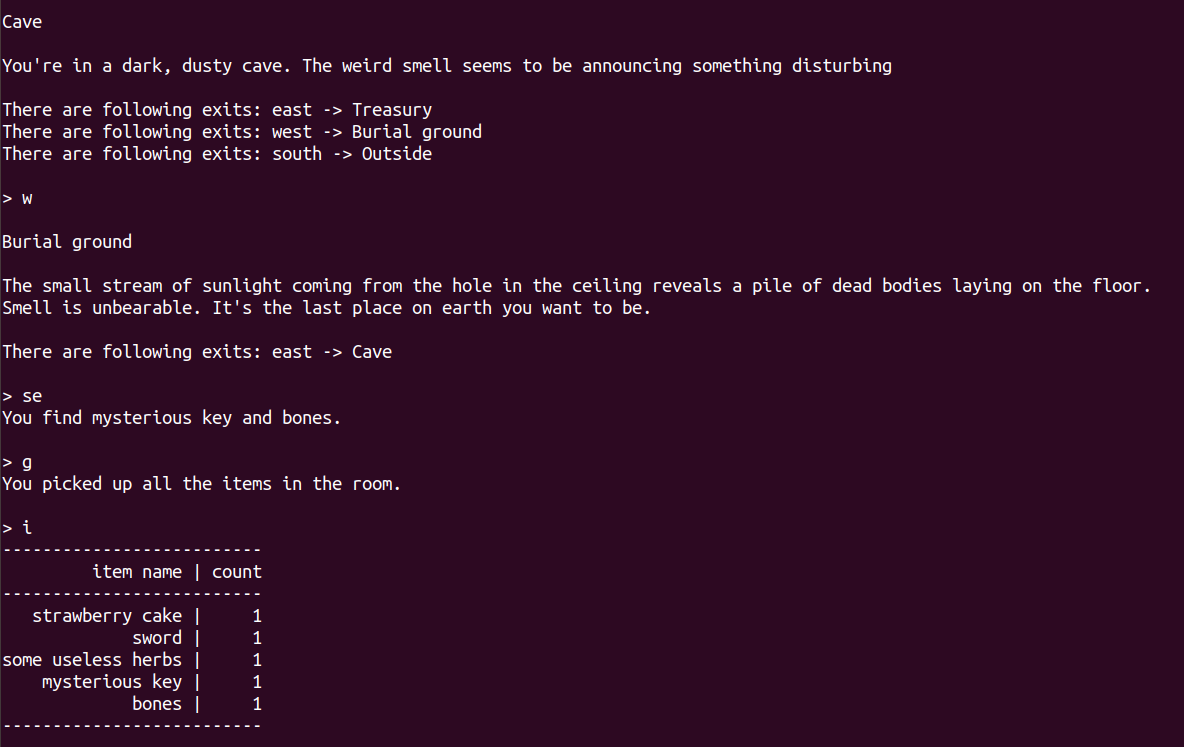 Cave
You're in a dark, dusty cave. The weird smell seems to be announcing something disturbing
There are following exits: east -> Treasury
There are following exits: west -> Burial ground
There are following exits: south -> Outside
> w
Burial ground
The small stream of sunlight coming from the hole in the ceiling reveals a pile of dead bodies laying on the floor.
Smell is unbearable. It's the last place on earth you want to be.
There are following exits: east -> Cave
> se
You find mysterious key and bones.
> g
You picked up all the items in the room.
> i
--------------------------
         item name | count
--------------------------
   strawberry cake |     1
             sword |     1
some useless herbs |     1
    mysterious key |     1
             bones |     1
--------------------------